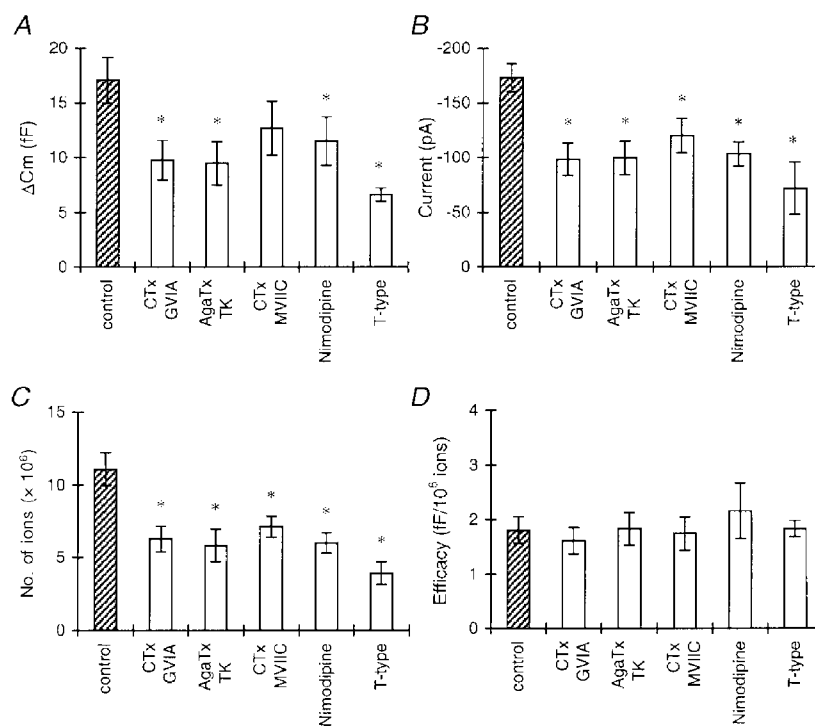 A
ΔCm (fF)
20
15
10
5
0
* * * *
control
CTx GVIA
AgaTx TK
CTx MVIIC
Nimodipine
T-type
B
Current (pA)
-200
-150
-100
-50
0
* * * * *
control
CTx GVIA
AgaTx TK
CTx MVIIC
Nimodipine
T-type
C
No. of ions (× 10⁶)
15
10
5
0
* * * * *
control
CTx GVIA
AgaTx TK
CTx MVIIC
Nimodipine
T-type
D
Efficacy (fF/10⁶ ions)
4
3
2
1
0
control
CTx GVIA
AgaTx TK
CTx MVIIC
Nimodipine
T-type